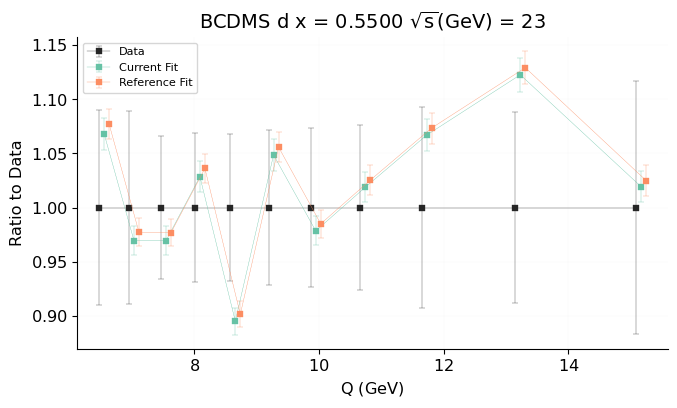 BCDMS d x = 0.5500 √s(GeV) = 23
Data
Current Fit
Reference Fit
Ratio to Data
1.15
1.10
1.05
1.00
0.95
0.90
8 10 12 14
Q (GeV)